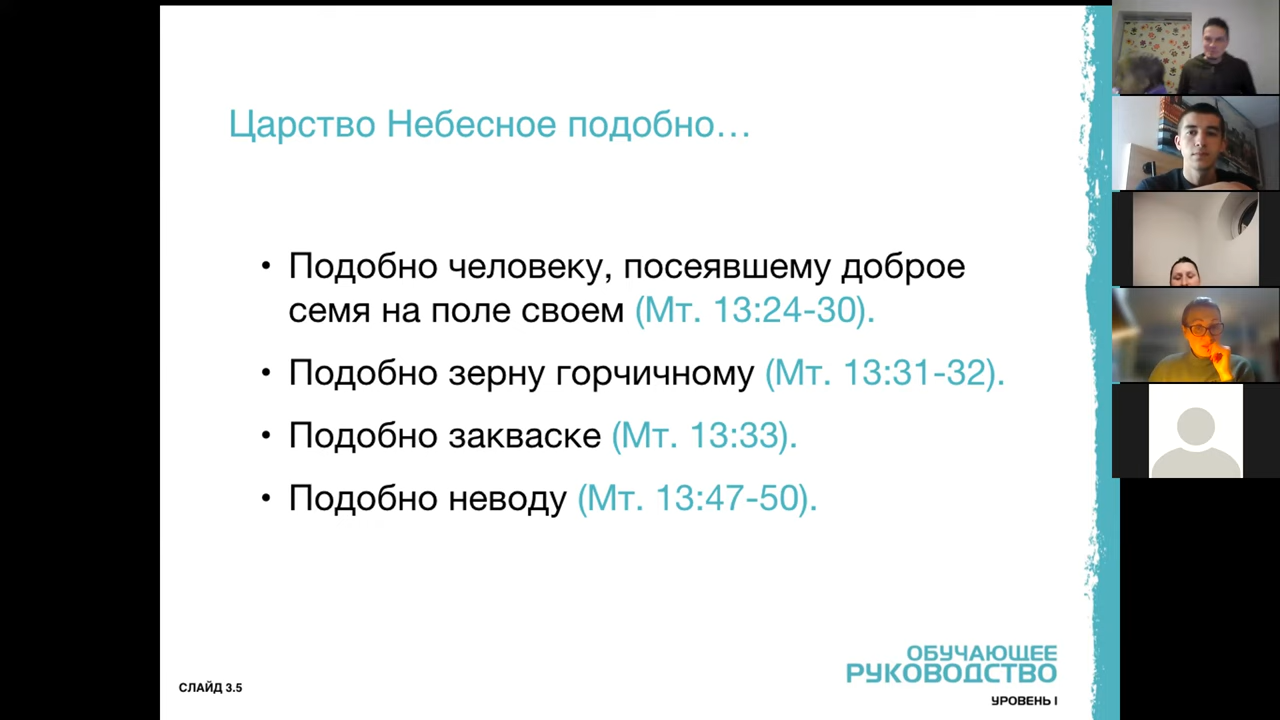 Царство Небесное подобно…
• Подобно человеку, посеявшему доброе
семя на поле своем (Мт. 13:24-30).
• Подобно зерну горчичному (Мт. 13:31-32).
• Подобно закваске (Мт. 13:33).
• Подобно неводу (Мт. 13:47-50).
ОБУЧАЮЩЕЕ
РУКОВОДСТВО
УРОВЕНЬ I
СЛАЙД 3.5